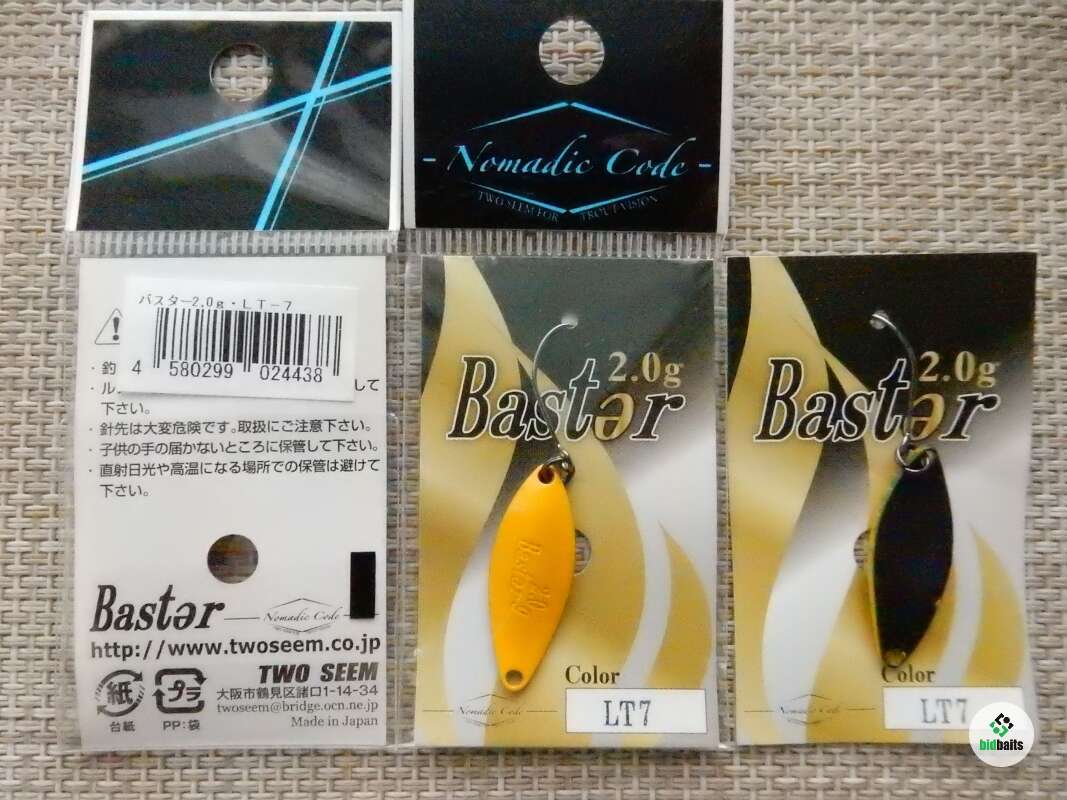 - Nomadic Code -
TWO SEEM FOR TROUT VISION
バスター2.0g・LT-7
4 580299 024438
・釣
・ル
して
下さい。
・針先は大変危険です。取扱にご注意下さい。
・子供の手の届かないところに保管して下さい。
・直射日光や高温になる場所での保管は避けて
下さい。
Bastər
Nomadic Code
http://www.twoseem.co.jp
紙
台紙
プラ
PP:袋
TWO SEEM
大阪市鶴見区諸口1-14-34
twoseem@bridge.ocn.ne.jp
Made in Japan
2.0g
Bastər
Bastər
2.0g
Color
LT7
Nomadic Code
2.0g
Bastər
Color
LT7
Nomadic Code
bidbaits